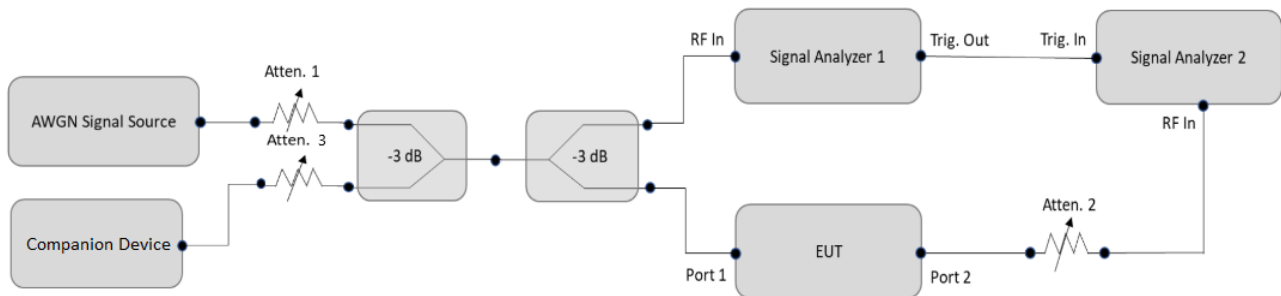 RF In
Signal Analyzer 1
Trig. Out
Trig. In
Signal Analyzer 2
RF In
AWGN Signal Source
Atten. 1
Atten. 3
-3 dB
-3 dB
Companion Device
Port 1
EUT
Port 2
Atten. 2